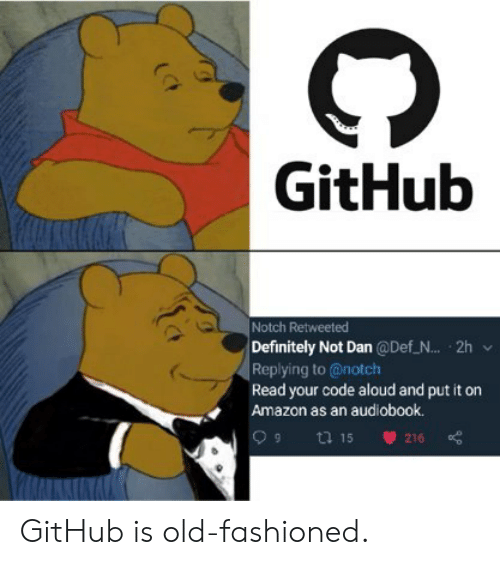 GitHub
Notch Retweeted
Definitely Not Dan @Def_N... · 2h
Replying to @notch
Read your code aloud and put it on
Amazon as an audiobook.
9 15 216
GitHub is old-fashioned.